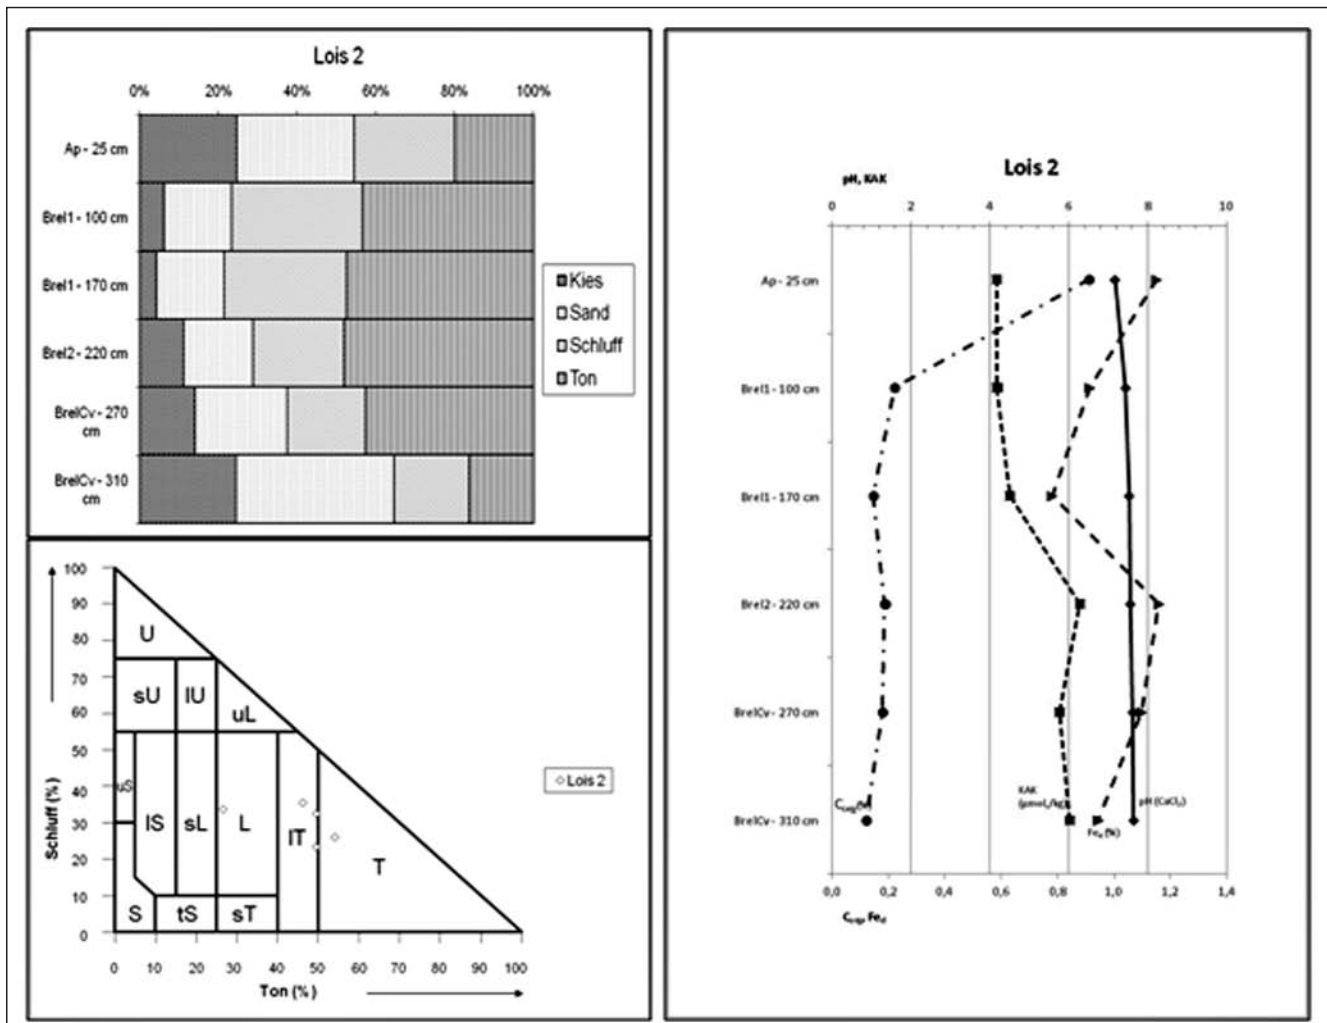 Lois 2
0% 20% 40% 60% 80% 100%
Ap - 25 cm
Brel1 - 100 cm
Brel1 - 170 cm
Brel2 - 220 cm
BrelCv - 270
cm
BrelCv - 310
cm
Kies
Sand
Schluff
Ton
100
90
80
70
60
50
40
30
20
10
0
Schluff (%)
U
sU
lU
uL
uS
lS
sL
L
lT
T
S
tS
sT
0 10 20 30 40 50 60 70 80 90 100
Ton (%)
Lois 2
Lois 2
pH, KAK
0 2 4 6 8 10
Ap - 25 cm
Brel1 - 100 cm
Brel1 - 170 cm
Brel2 - 220 cm
BrelCv - 270 cm
BrelCv - 310 cm
KAK
pH (CaCl₂)
Fe_d (%)
0,0 0,2 0,4 0,6 0,8 1,0 1,2 1,4
C_org, Fe_d